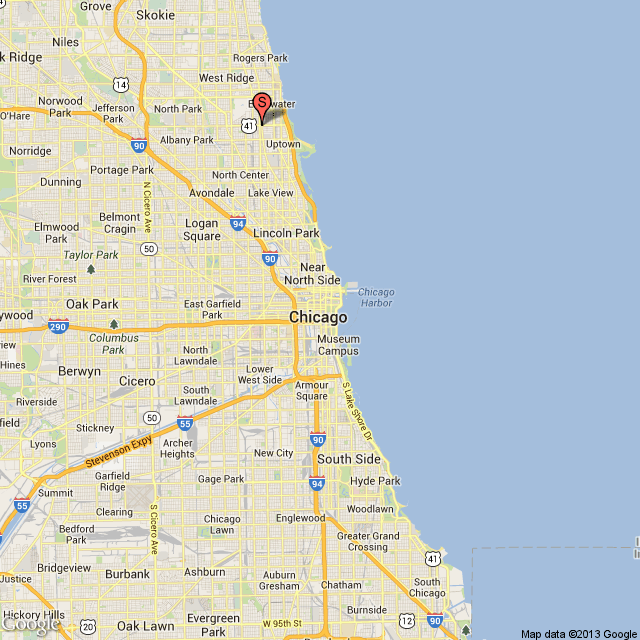 Grove
Skokie
Niles
Rogers Park
Ridge
West Ridge
14
Norwood
Park
Jefferson
Park
North Park
S
water
O'Hare
41
90
Albany Park
Uptown
Norridge
Portage Park
Dunning
North Center
Avondale
Lake View
N Cicero Ave
Belmont
Cragin
94
Logan
Square
Lincoln Park
Elmwood
Park
50
Taylor Park
90
Near
North Side
River Forest
Chicago
Harbor
Oak Park
East Garfield
Park
Chicago
290
Columbus
Park
Museum
Campus
North
Lawndale
Hines
Berwyn
Cicero
Lower
West Side
Armour
Square
South
Lawndale
Riverside
50
55
S Lake Shore Dr
Stickney
Lyons
Archer
Heights
90
Stevenson Expy
New City
South Side
Garfield
Ridge
Gage Park
94
Hyde Park
Summit
55
S Cicero Ave
Clearing
Chicago
Lawn
Englewood
Woodlawn
Bedford
Park
Greater Grand
Crossing
41
Bridgeview
Justice
Burbank
Ashburn
Auburn
Gresham
Chatham
South
Chicago
Hickory Hills
Evergreen
Park
W 95th St
Burnside
12
90
Google
Map data ©2013 Google